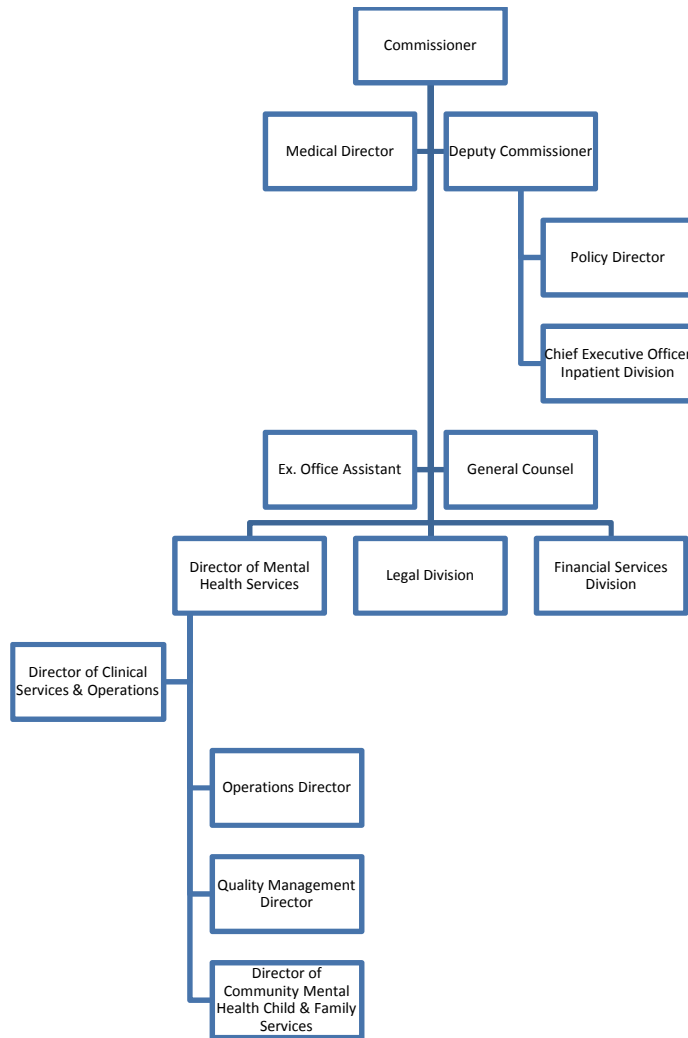 Commissioner
Medical Director
Deputy Commissioner
Policy Director
Chief Executive Officer
Inpatient Division
Ex. Office Assistant
General Counsel
Director of Mental
Health Services
Legal Division
Financial Services
Division
Director of Clinical
Services & Operations
Operations Director
Quality Management
Director
Director of
Community Mental
Health Child & Family
Services